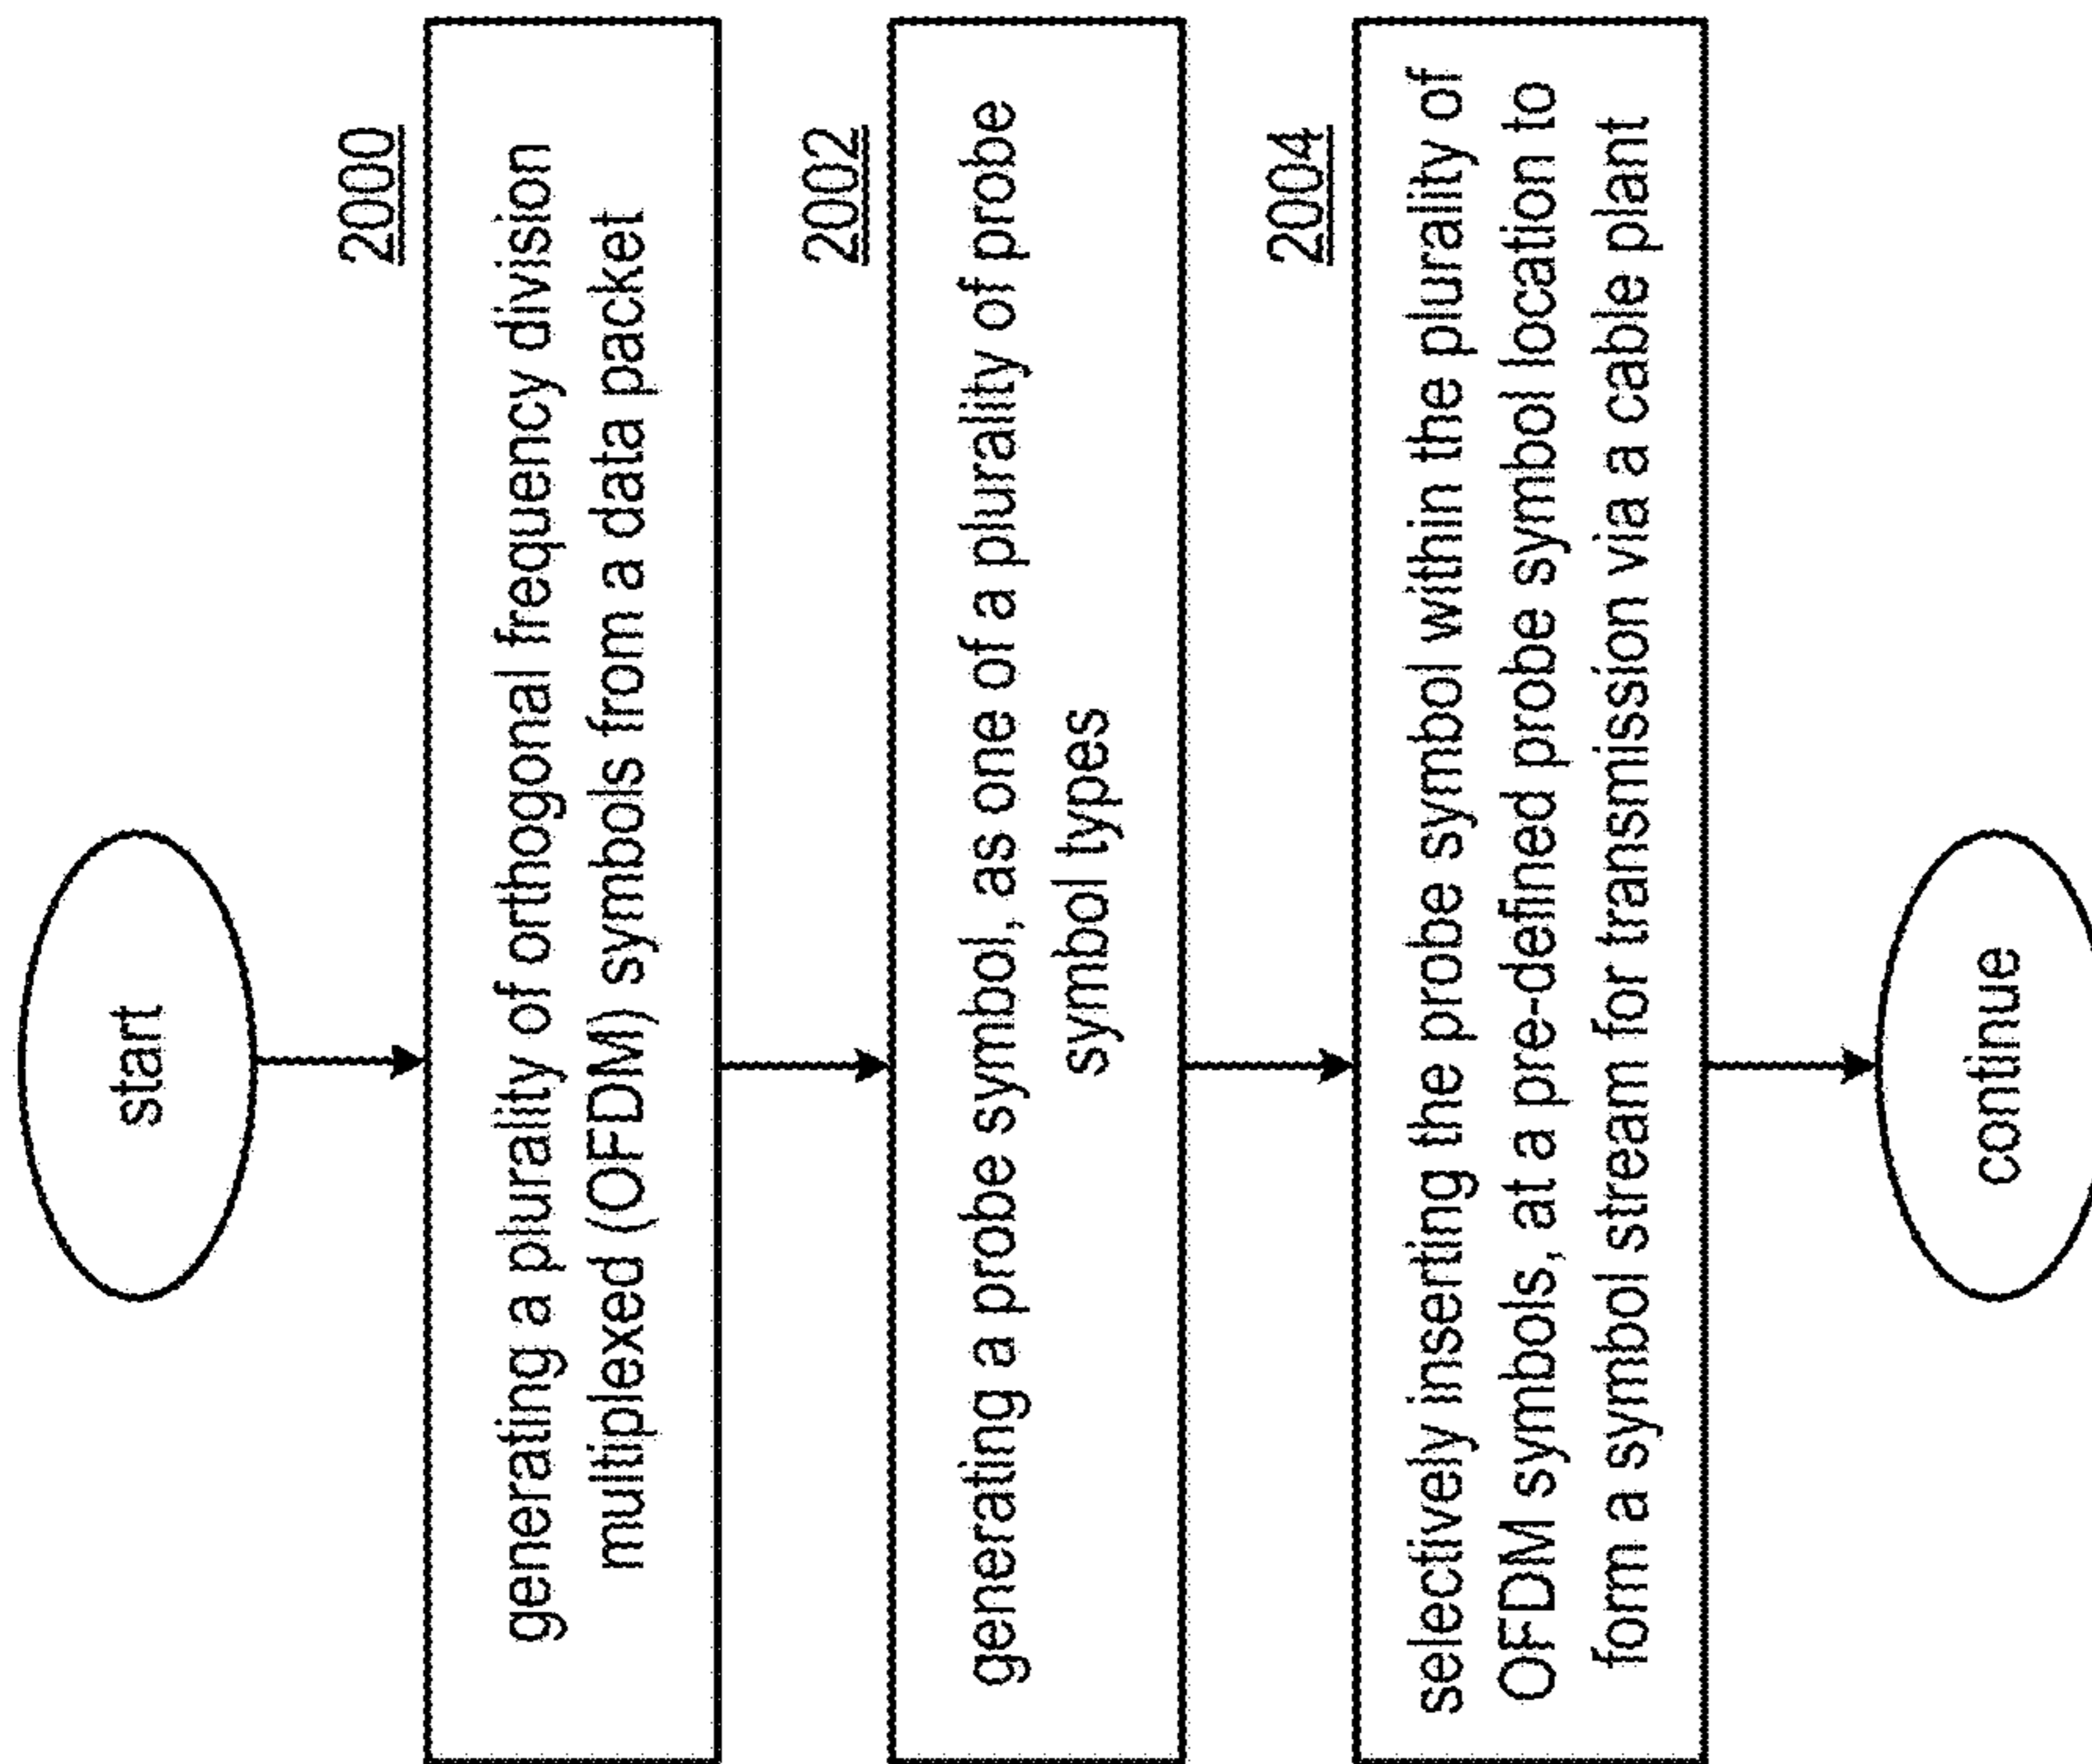 start
2000
generating a plurality of orthogonal frequency division
multiplexed (OFDM) symbols from a data packet
2002
generating a probe symbol, as one of a plurality of probe
symbol types
2004
selectively inserting the probe symbol within the plurality of
OFDM symbols, at a pre-defined probe symbol location to
form a symbol stream for transmission via a cable plant
continue